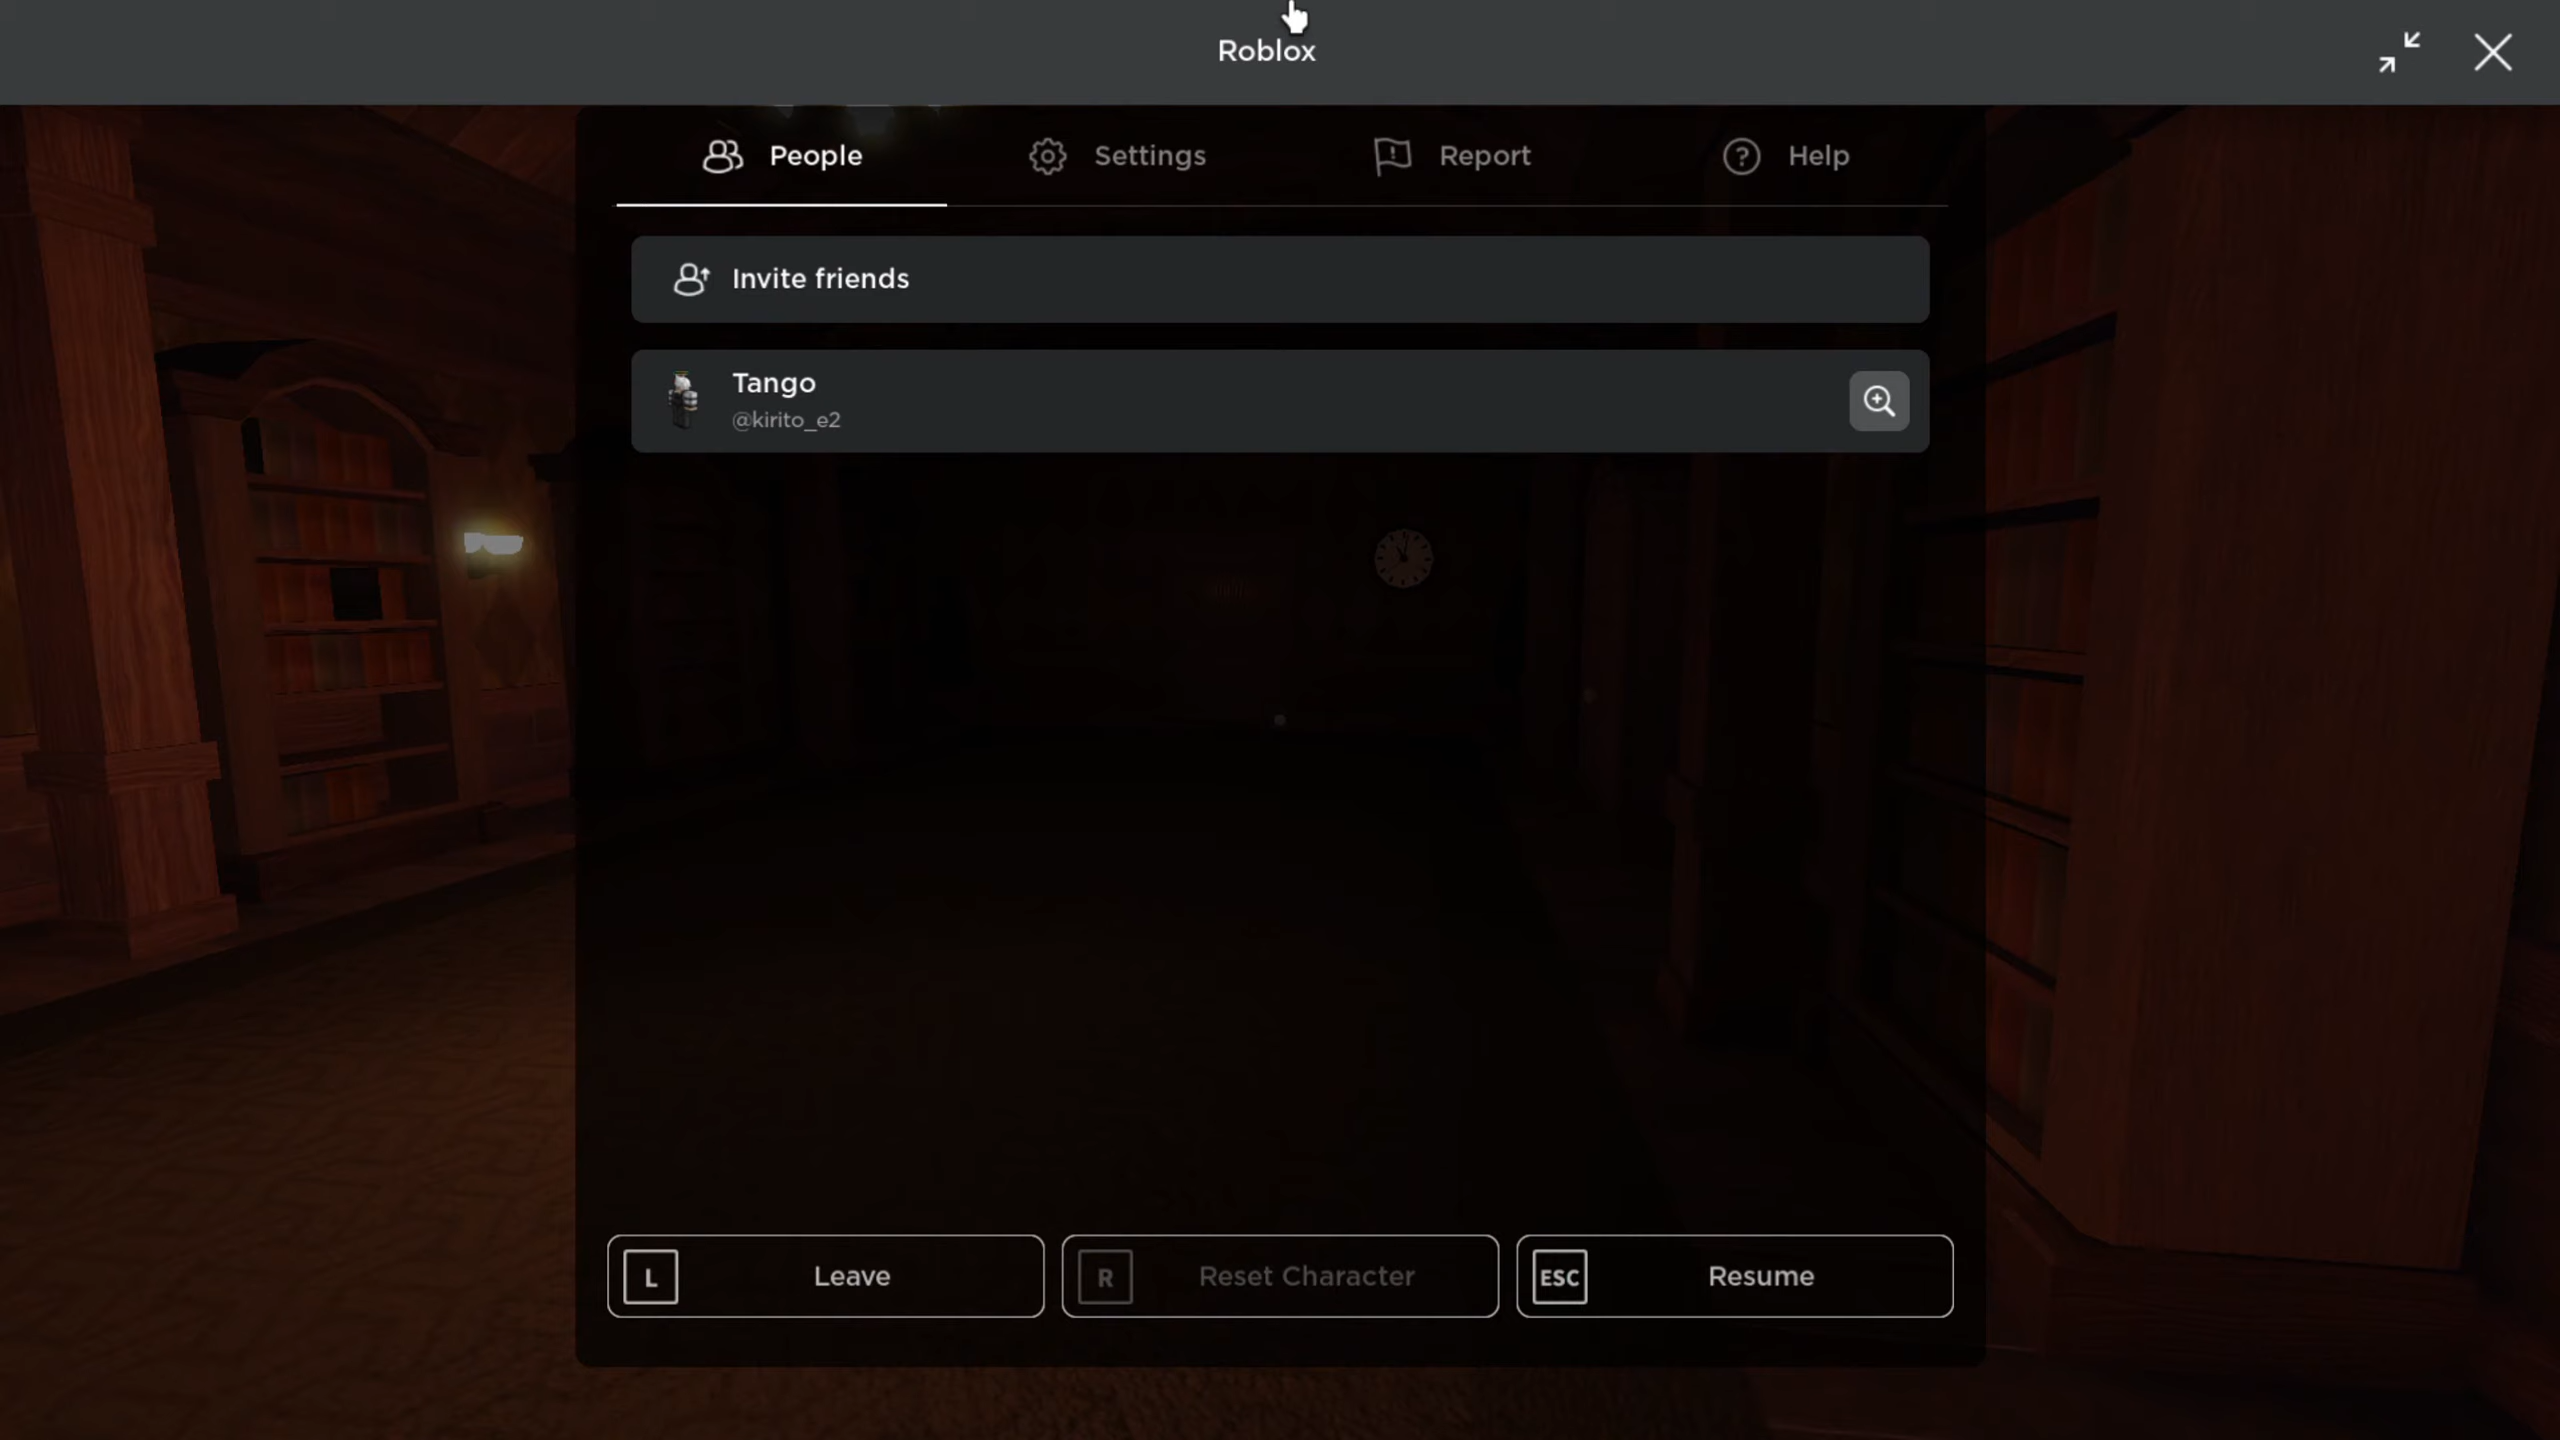 Roblox
People
Settings
Report
Help
Invite friends
Tango
@kirito_e2
L
Leave
R
Reset Character
ESC
Resume